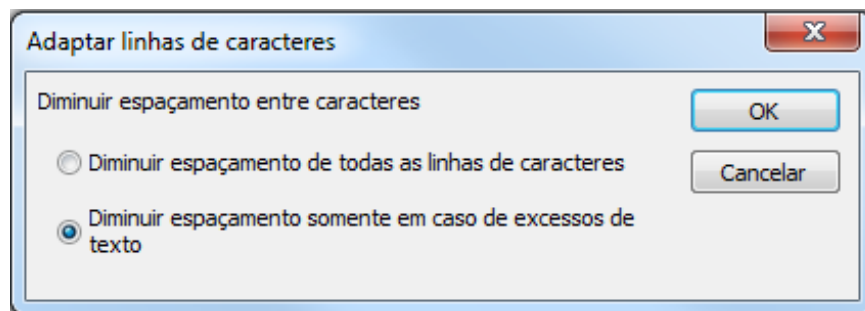 Adaptar linhas de caracteres
Diminuir espaçamento entre caracteres
OK
Diminuir espaçamento de todas as linhas de caracteres
Cancelar
Diminuir espaçamento somente em caso de excessos de
texto